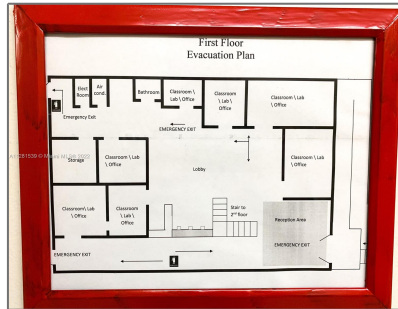 First Floor
Evacuation Plan
Elect
Room
Air
cond.
Bathroom
Classroom \
Lab \
Office
Classroom \
Lab \
Office
Classroom \ Lab \
Office
Emergency Exit
EMERGENCY EXIT
Storage
Classroom \ Lab
\ Office
Lobby
Classroom \ Lab
\ Office
Classroom\ Lab
\ Office
Classroom \
Lab \
Office
Stair to
2nd floor
Reception Area
EMERGENCY EXIT
EMERGENCY EXIT